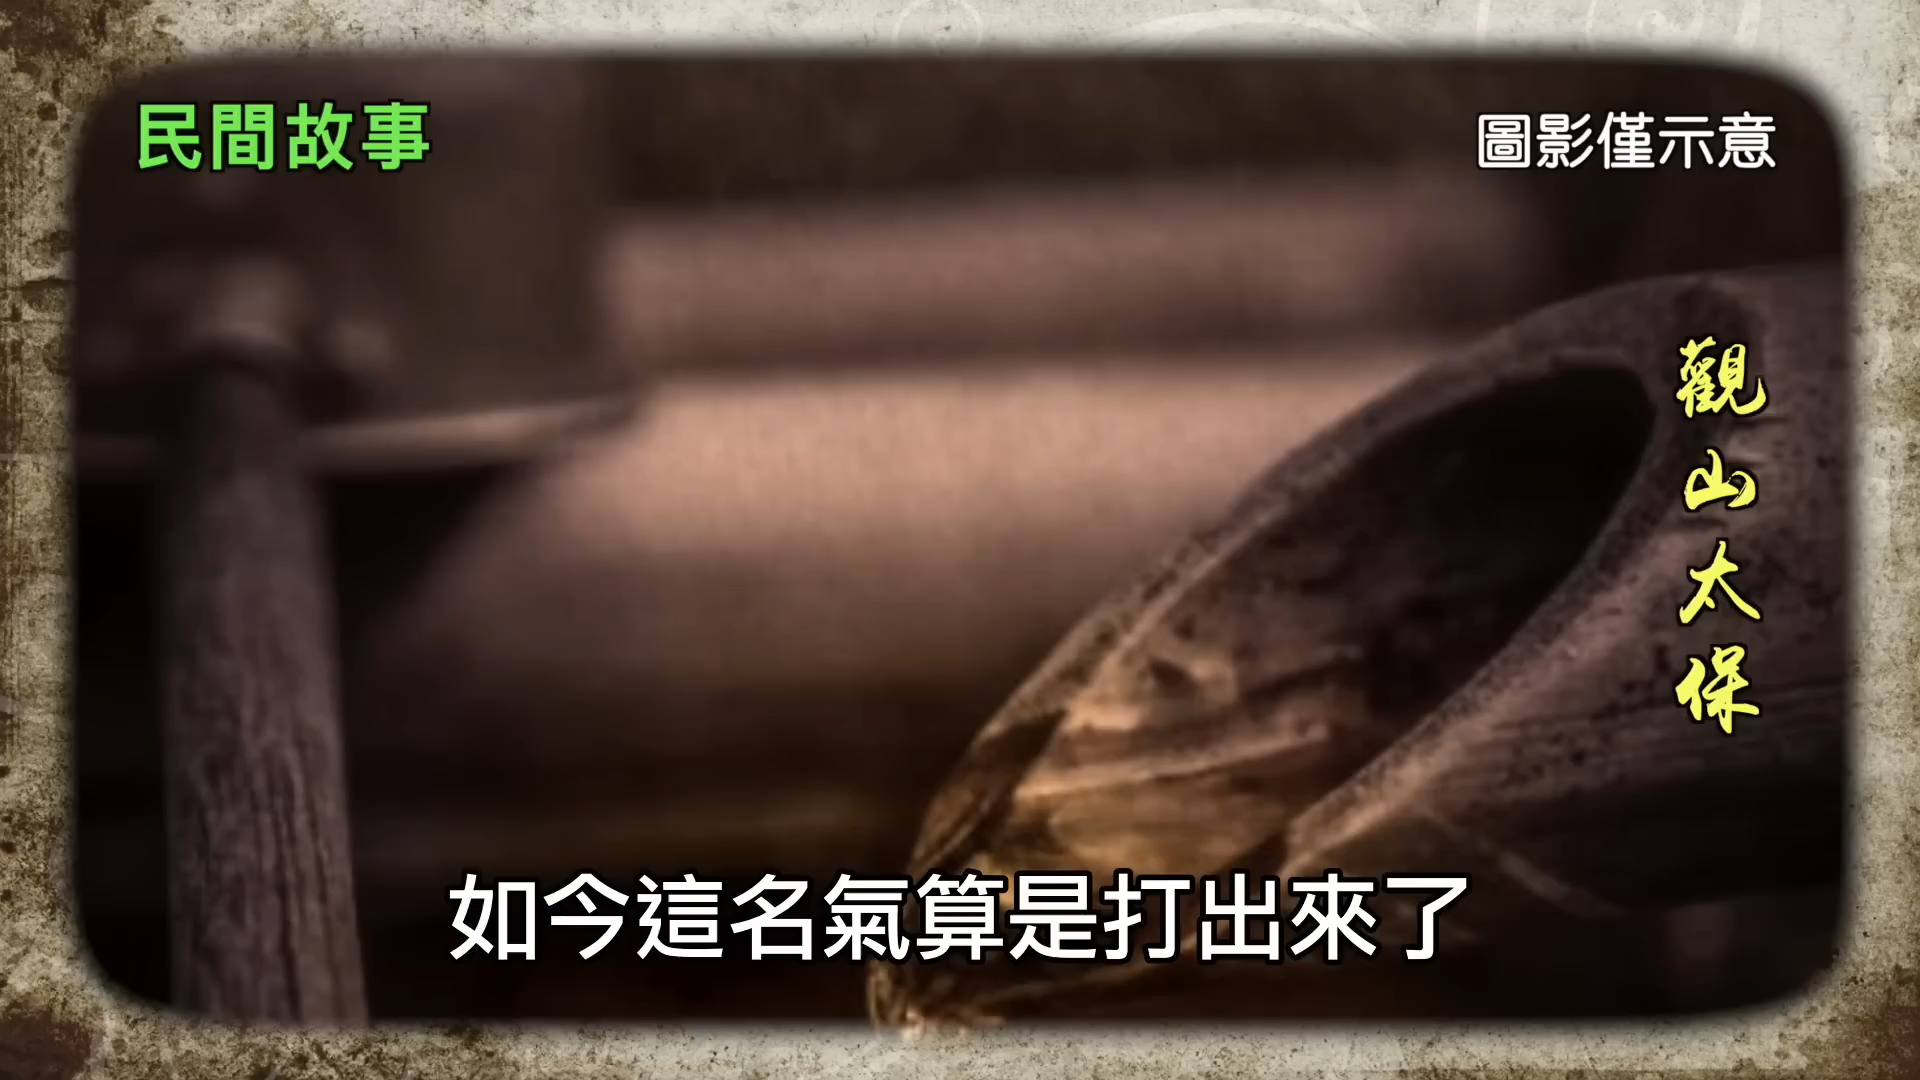 民間故事
圖影僅示意
觀山太保
如今這名氣算是打出來了